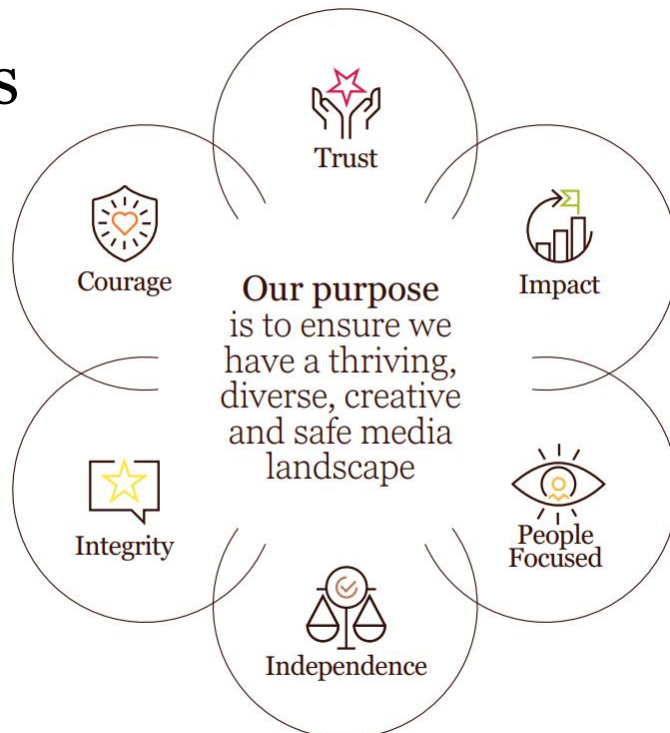 s
Trust
Courage
Impact
Our purpose
is to ensure we
have a thriving,
diverse, creative
and safe media
landscape
Integrity
People
Focused
Independence